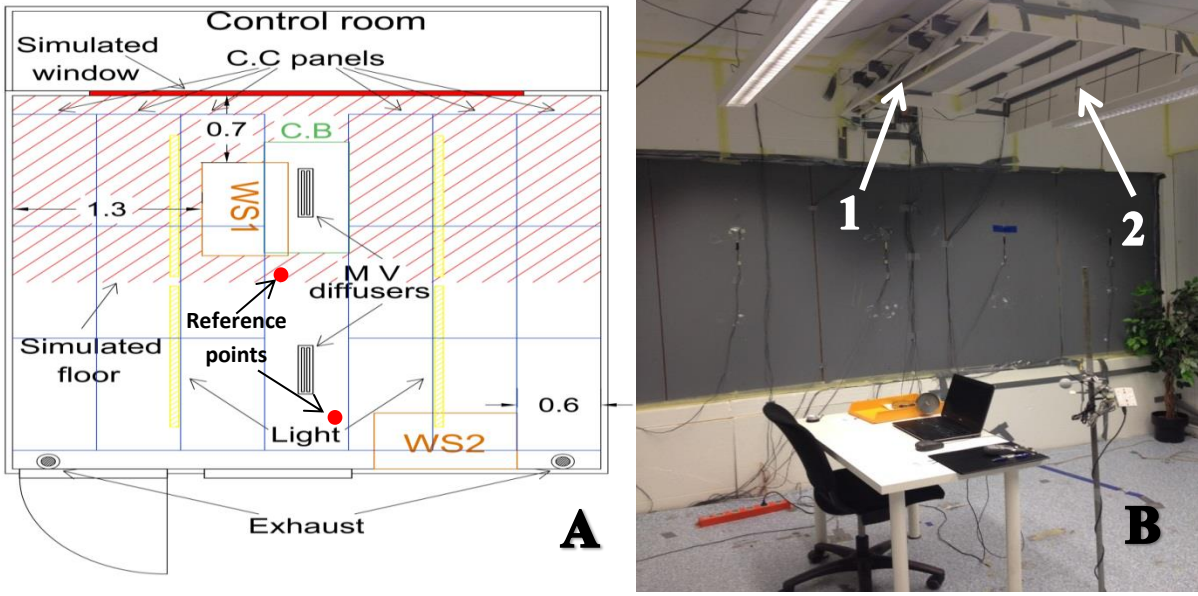 Control room
Simulated
window
C.C panels
0.7
C.B
WS1
1.3
M V
diffusers
Reference
points
Simulated
floor
0.6
Light
WS2
Exhaust
A
1
2
B